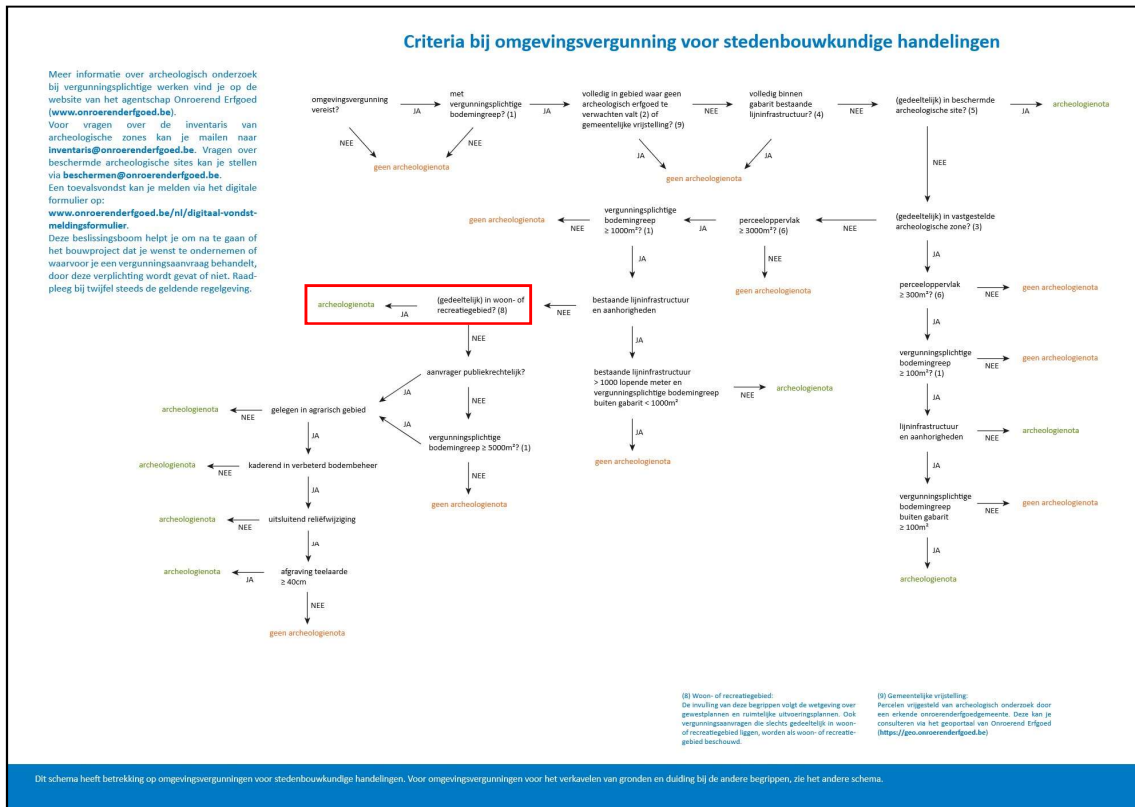 Criteria bij omgevingsvergunning voor stedenbouwkundige handelingen
Meer informatie over archeologisch onderzoek
bij vergunningsplichtige werken vind je op de
website van het agentschap Onroerend Erfgoed
(www.onroerenderfgoed.be).
Voor vragen over de inventaris van
archeologische zones kan je mailen naar
inventaris@onroerenderfgoed.be. Vragen over
beschermde archeologische sites kan je stellen
via beschermen@onroerenderfgoed.be.
Een toevalsvondst kan je melden via het digitale
formulier op:
www.onroerenderfgoed.be/nl/digitaal-vondst-
meldingsformulier.
Deze beslissingsboom helpt je om na te gaan of
het bouwproject dat je wenst te ondernemen of
waarvoor je een vergunningsaanvraag behandelt,
door deze verplichting wordt gevat of niet. Raad-
pleeg bij twijfel steeds de geldende regelgeving.
omgevingsvergunning
vereist?
JA
NEE
met
vergunningsplichtige
bodemingreep? (1)
JA
NEE
geen archeologienota
volledig in gebied waar geen
archeologisch erfgoed te
verwachten valt (2) of
gemeentelijke vrijstelling? (9)
NEE
JA
volledig binnen
gabarit bestaande
lijninfrastructuur? (4)
NEE
JA
geen archeologienota
(gedeeltelijk) in beschermde
archeologische site? (5)
JA
archeologienota
NEE
(gedeeltelijk) in vastgestelde
archeologische zone? (3)
NEE
JA
perceeloppervlak
≥ 3000m²? (6)
JA
NEE
geen archeologienota
vergunningsplichtige
bodemingreep
≥ 1000m²? (1)
NEE
geen archeologienota
JA
perceeloppervlak
≥ 300m²? (6)
NEE
geen archeologienota
JA
bestaande lijninfrastructuur
en aanhorigheden
NEE
JA
(gedeeltelijk) in woon- of
recreatiegebied? (8)
JA
archeologienota
NEE
vergunningsplichtige
bodemingreep
≥ 100m²? (1)
NEE
geen archeologienota
JA
aanvrager publiekrechtelijk?
JA
NEE
bestaande lijninfrastructuur
> 1000 lopende meter en
vergunningsplichtige bodemingreep
buiten gabarit < 1000m²
NEE
archeologienota
JA
geen archeologienota
gelegen in agrarisch gebied
NEE
archeologienota
JA
vergunningsplichtige
bodemingreep ≥ 5000m²? (1)
JA
NEE
geen archeologienota
lijninfrastructuur
en aanhorigheden
NEE
archeologienota
JA
kaderend in verbeterd bodembeheer
NEE
archeologienota
JA
vergunningsplichtige
bodemingreep
buiten gabarit
≥ 100m²
NEE
geen archeologienota
JA
archeologienota
uitsluitend reliëfwijziging
NEE
archeologienota
JA
afgraving teelaarde
≥ 40cm
JA
archeologienota
NEE
geen archeologienota
(8) Woon- of recreatiegebied:
De invulling van deze begrippen volgt de wetgeving over
gewestplannen en ruimtelijke uitvoeringsplannen. Ook
vergunningsaanvragen die slechts gedeeltelijk in woon-
of recreatiegebied liggen, worden als woon- of recreatie-
gebied beschouwd.
(9) Gemeentelijke vrijstelling:
Percelen vrijgesteld van archeologisch onderzoek door
een erkende onroerenderfgoedgemeente. Deze kan je
consulteren via het geoportaal van Onroerend Erfgoed
(https://geo.onroerenderfgoed.be)
Dit schema heeft betrekking op omgevingsvergunningen voor stedenbouwkundige handelingen. Voor omgevingsvergunningen voor het verkavelen van gronden en duiding bij de andere begrippen, zie het andere schema.